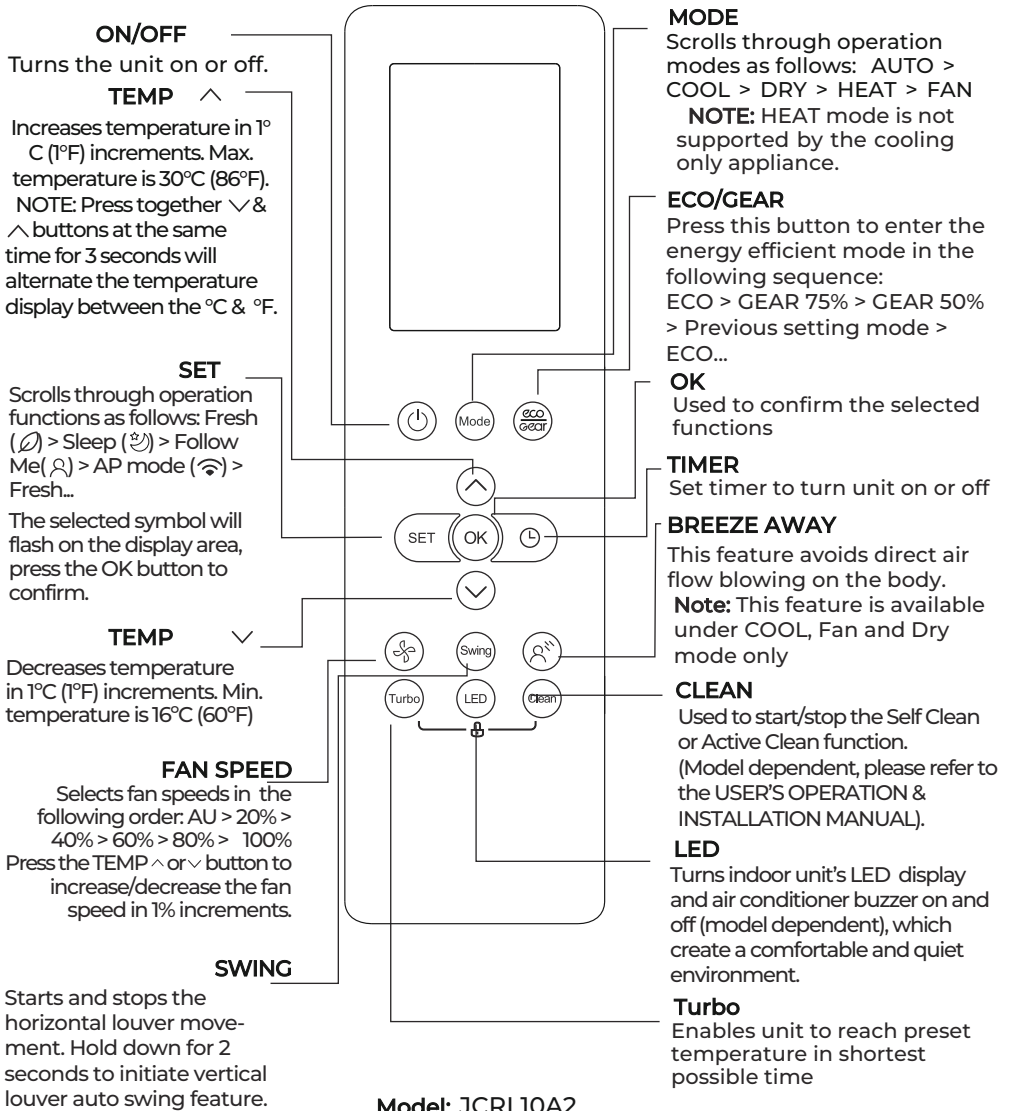 ON/OFF
Turns the unit on or off.
TEMP ︿
Increases temperature in 1°
C (1°F) increments. Max.
temperature is 30°C (86°F).
NOTE: Press together ﹀&
︿ buttons at the same
time for 3 seconds will
alternate the temperature
display between the °C & °F.
SET
Scrolls through operation
functions as follows: Fresh
( ) > Sleep ( ) > Follow
Me( ) > AP mode ( ) >
Fresh...
The selected symbol will
flash on the display area,
press the OK button to
confirm.
TEMP ﹀
Decreases temperature
in 1°C (1°F) increments. Min.
temperature is 16°C (60°F)
FAN SPEED
Selects fan speeds in the
following order: AU > 20% >
40% > 60% > 80% > 100%
Press the TEMP ︿ or ﹀ button to
increase/decrease the fan
speed in 1% increments.
SWING
Starts and stops the
horizontal louver move-
ment. Hold down for 2
seconds to initiate vertical
louver auto swing feature.
Mode
eco
Gear
SET
OK
Swing
Turbo
LED
Clean
MODE
Scrolls through operation
modes as follows: AUTO >
COOL > DRY > HEAT > FAN
NOTE: HEAT mode is not
supported by the cooling
only appliance.
ECO/GEAR
Press this button to enter the
energy efficient mode in the
following sequence:
ECO > GEAR 75% > GEAR 50%
> Previous setting mode >
ECO...
OK
Used to confirm the selected
functions
TIMER
Set timer to turn unit on or off
BREEZE AWAY
This feature avoids direct air
flow blowing on the body.
Note: This feature is available
under COOL, Fan and Dry
mode only
CLEAN
Used to start/stop the Self Clean
or Active Clean function.
(Model dependent, please refer to
the USER'S OPERATION &
INSTALLATION MANUAL).
LED
Turns indoor unit's LED display
and air conditioner buzzer on and
off (model dependent), which
create a comfortable and quiet
environment.
Turbo
Enables unit to reach preset
temperature in shortest
possible time
Model: JCRL10A2